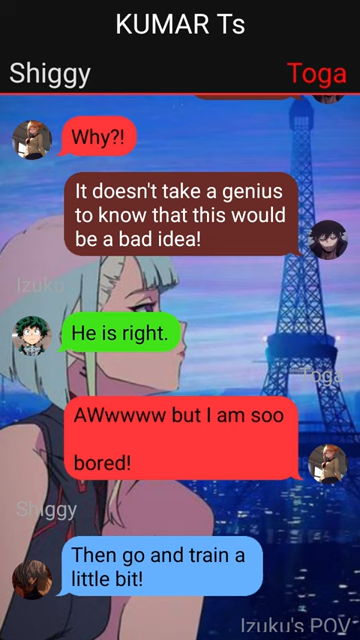 KUMAR Ts
Shiggy
Toga
Why?!
It doesn't take a genius
to know that this would
be a bad idea!
Izuku
He is right.
Toga
AWwwww but I am soo
bored!
Shiggy
Then go and train a
little bit!
Izuku's POV